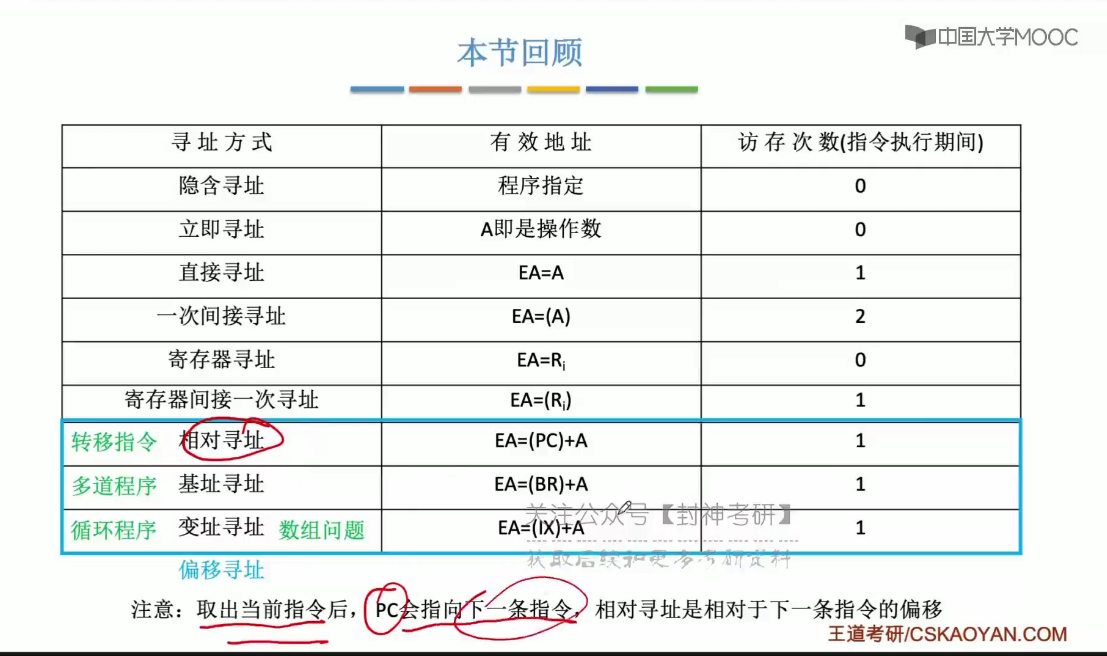 中国大学MOOC
本节回顾
寻址方式 有效地址 访存次数(指令执行期间)
隐含寻址 程序指定 0
立即寻址 A即是操作数 0
直接寻址 EA=A 1
一次间接寻址 EA=(A) 2
寄存器寻址 EA=Ri 0
寄存器间接一次寻址 EA=(Ri) 1
转移指令 相对寻址 EA=(PC)+A 1
多道程序 基址寻址 EA=(BR)+A 1
关注公众号【封神考研】
循环程序 变址寻址 数组问题 EA=(IX)+A 1
获取后续和更多考研资料
偏移寻址
注意：取出当前指令后，PC会指向下一条指令，相对寻址是相对于下一条指令的偏移
王道考研/CSKAOYAN.COM